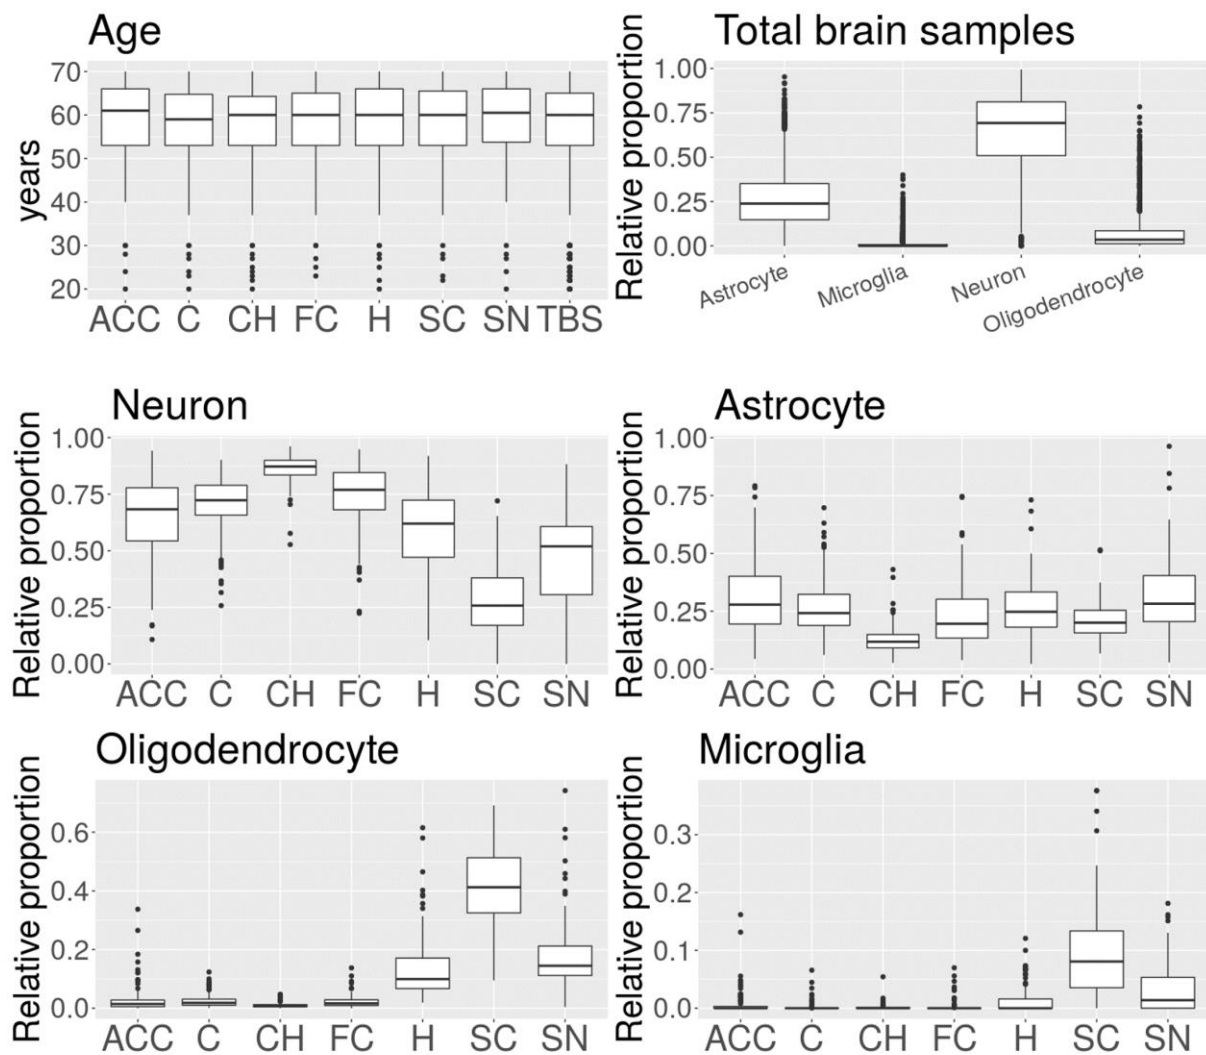 Age
years
70
60
50
40
30
20
ACC C CH FC H SC SN TBS
Total brain samples
Relative proportion
1.00
0.75
0.50
0.25
0.00
Astrocyte Microglia Neuron Oligodendrocyte
Neuron
Relative proportion
1.00
0.75
0.50
0.25
0.00
ACC C CH FC H SC SN
Astrocyte
Relative proportion
1.00
0.75
0.50
0.25
0.00
ACC C CH FC H SC SN
Oligodendrocyte
Relative proportion
0.6
0.4
0.2
0.0
ACC C CH FC H SC SN
Microglia
Relative proportion
0.3
0.2
0.1
0.0
ACC C CH FC H SC SN